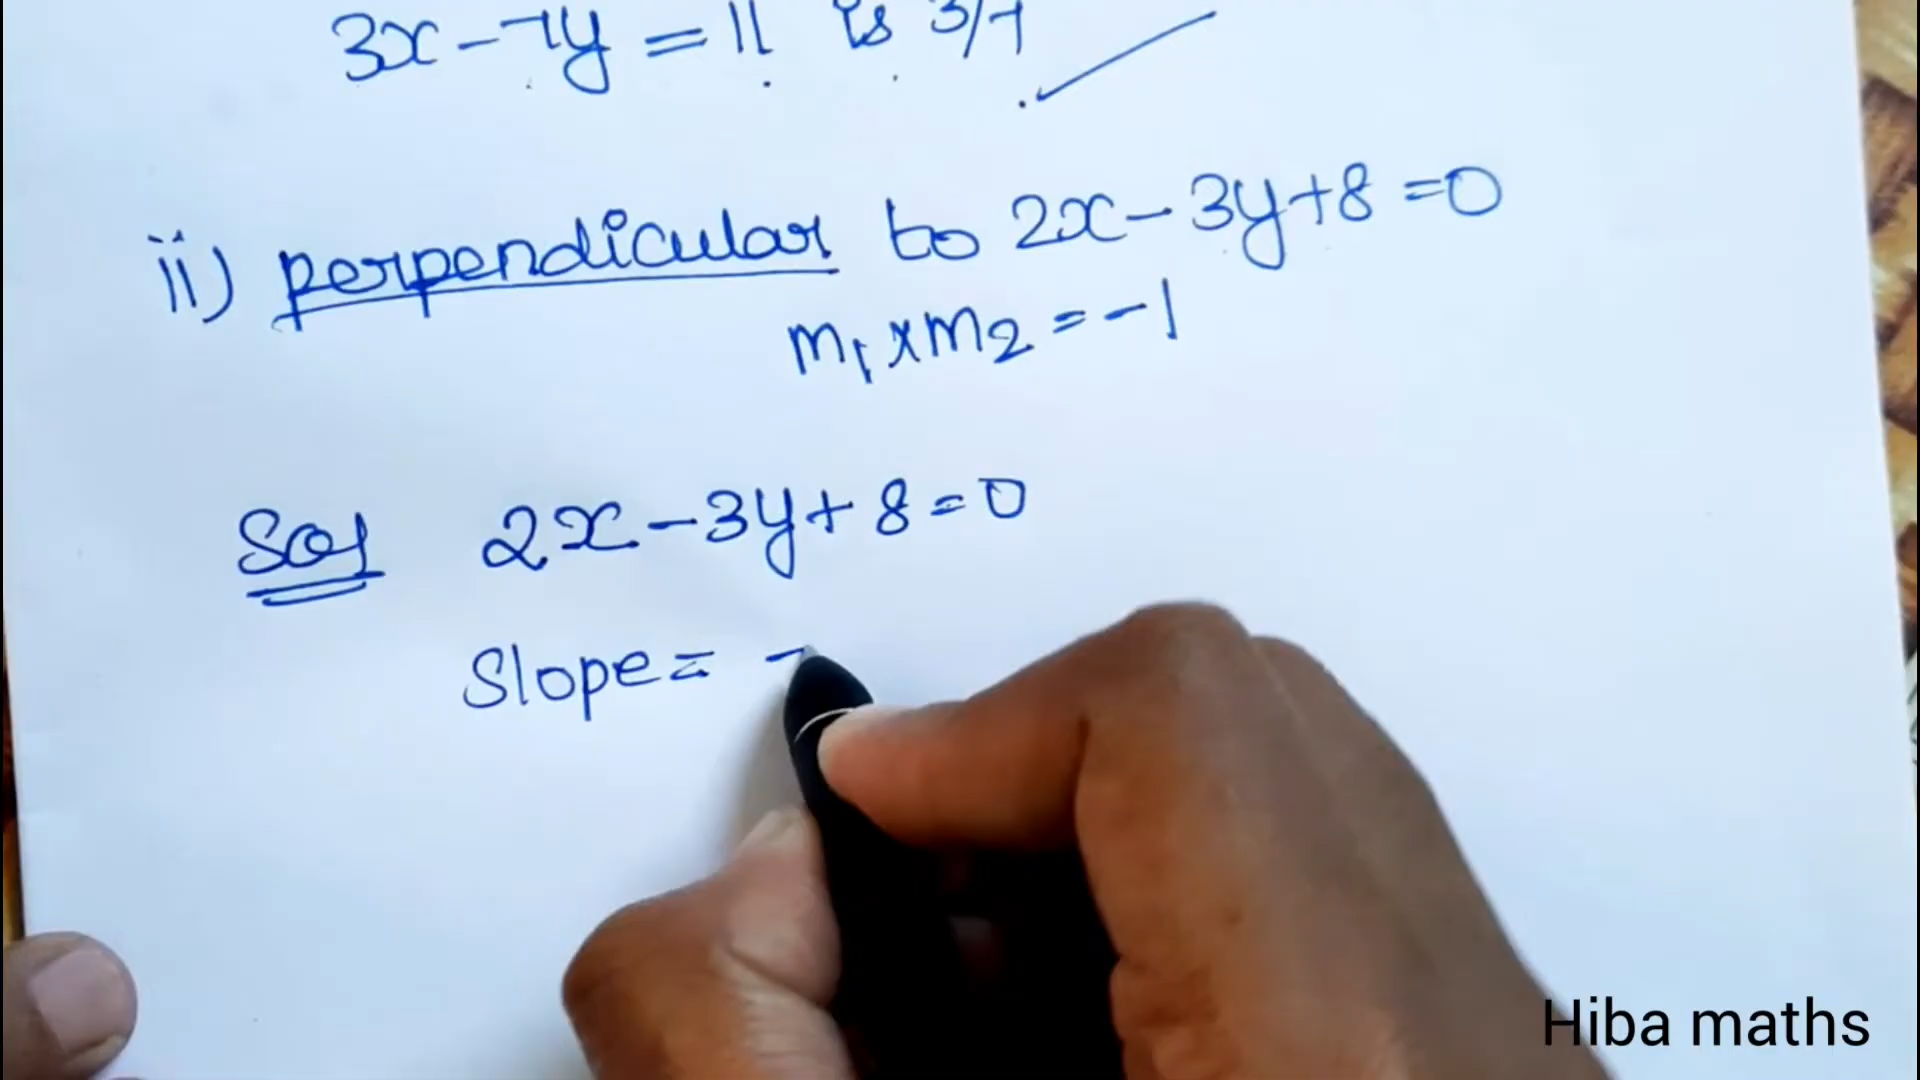 3x-7y=11 is 3/7
ii) perpendicular to 2x-3y+8=0
m₁×m₂=-1
Sol 2x-3y+8=0
Slope= -
Hiba maths